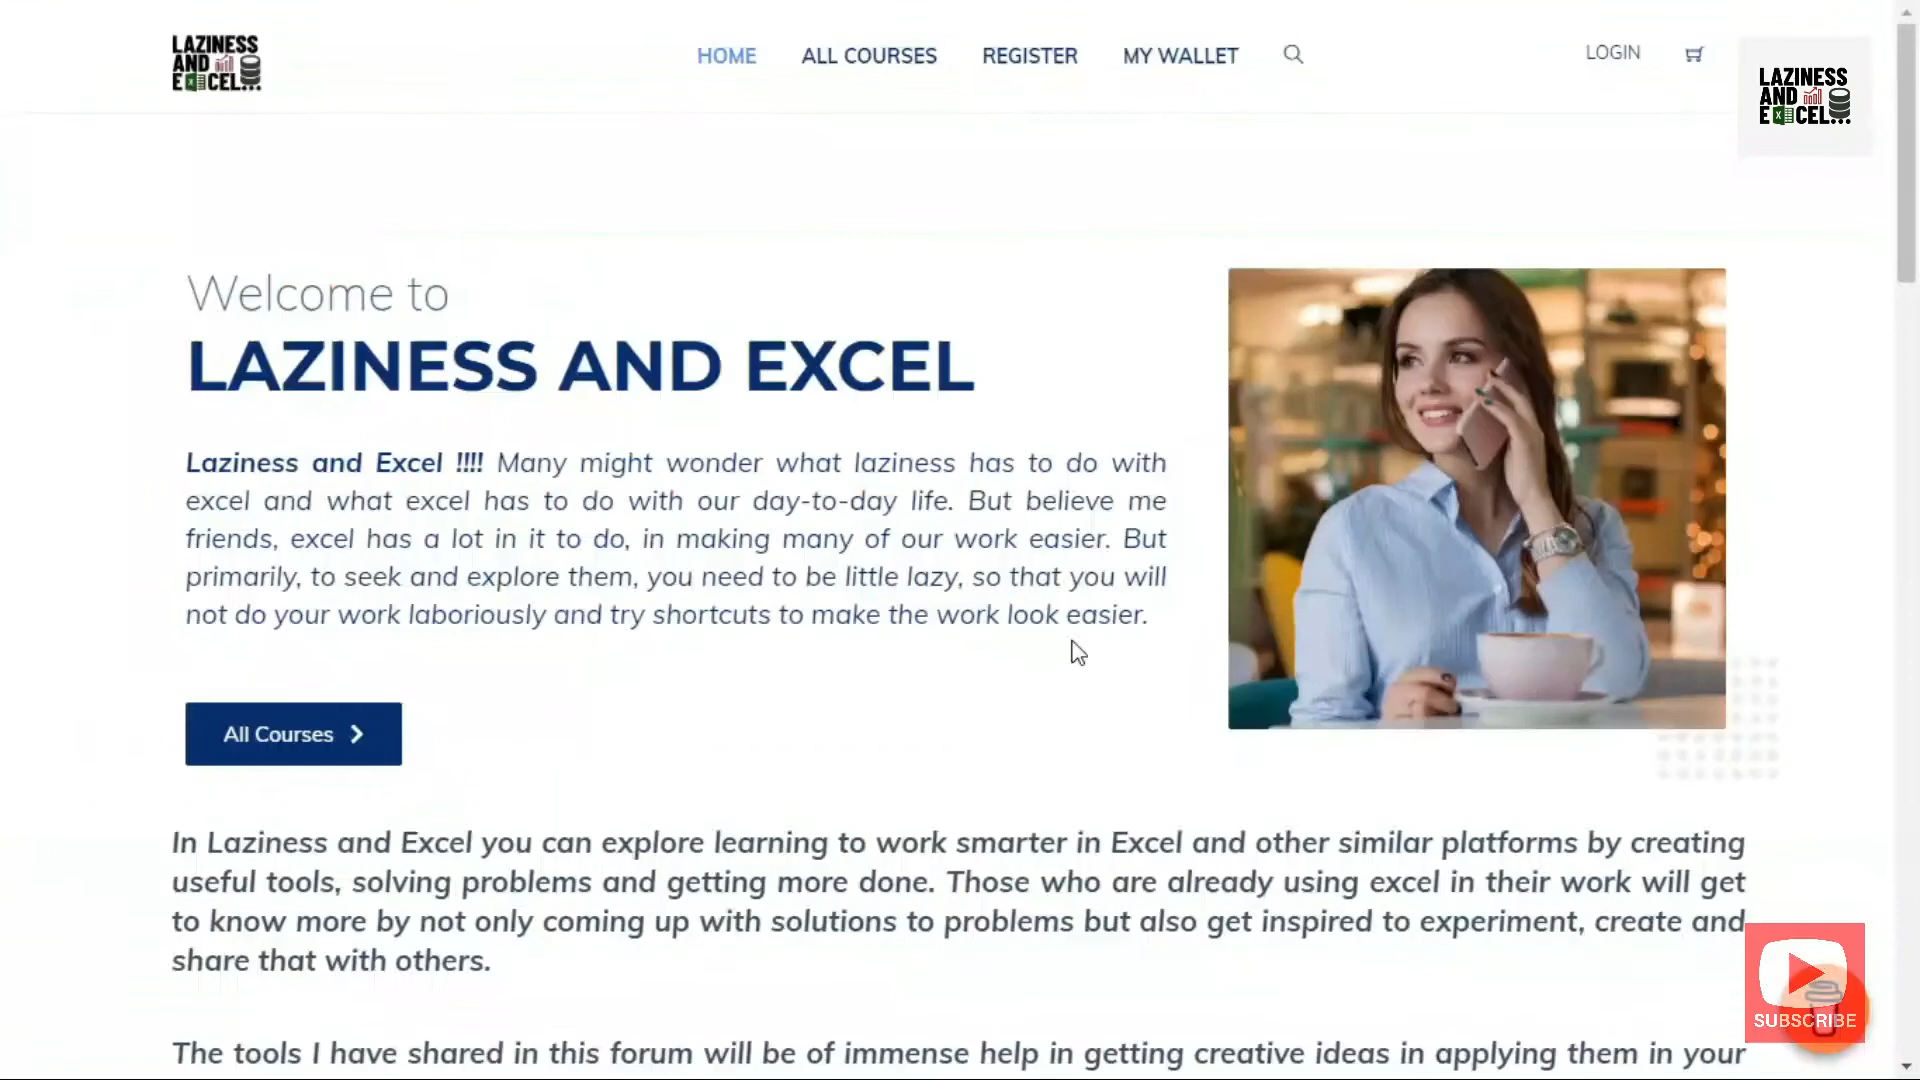 LAZINESS
AND
EXCEL...
HOME
ALL COURSES
REGISTER
MY WALLET
LOGIN
LAZINESS
AND
EXCEL...
Welcome to
LAZINESS AND EXCEL
Laziness and Excel !!!! Many might wonder what laziness has to do with
excel and what excel has to do with our day-to-day life. But believe me
friends, excel has a lot in it to do, in making many of our work easier. But
primarily, to seek and explore them, you need to be little lazy, so that you will
not do your work laboriously and try shortcuts to make the work look easier.
All Courses
In Laziness and Excel you can explore learning to work smarter in Excel and other similar platforms by creating
useful tools, solving problems and getting more done. Those who are already using excel in their work will get
to know more by not only coming up with solutions to problems but also get inspired to experiment, create and
share that with others.
SUBSCRIBE
The tools I have shared in this forum will be of immense help in getting creative ideas in applying them in your